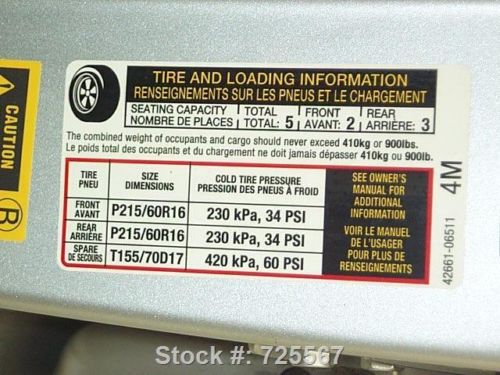 CAUTION
TIRE AND LOADING INFORMATION
RENSEIGNEMENTS SUR LES PNEUS ET LE CHARGEMENT
SEATING CAPACITY TOTAL FRONT REAR
NOMBRE DE PLACES TOTAL: 5 AVANT: 2 ARRIÈRE: 3
The combined weight of occupants and cargo should never exceed 410kg or 900lbs.
Le poids total des occupants et du chargement ne doit jamais dépasser 410kg ou 900lb.
TIRE SIZE COLD TIRE PRESSURE
PNEU DIMENSIONS PRESSION DES PNEUS À FROID
FRONT
AVANT P215/60R16 230 kPa, 34 PSI
REAR
ARRIÈRE P215/60R16 230 kPa, 34 PSI
SPARE
DE SECOURS T155/70D17 420 kPa, 60 PSI
SEE OWNER'S
MANUAL FOR
ADDITIONAL
INFORMATION
VOIR LE MANUEL
DE L'USAGER
POUR PLUS DE
RENSEIGNEMENTS
42661-06511 4M
B
Stock #: 725567